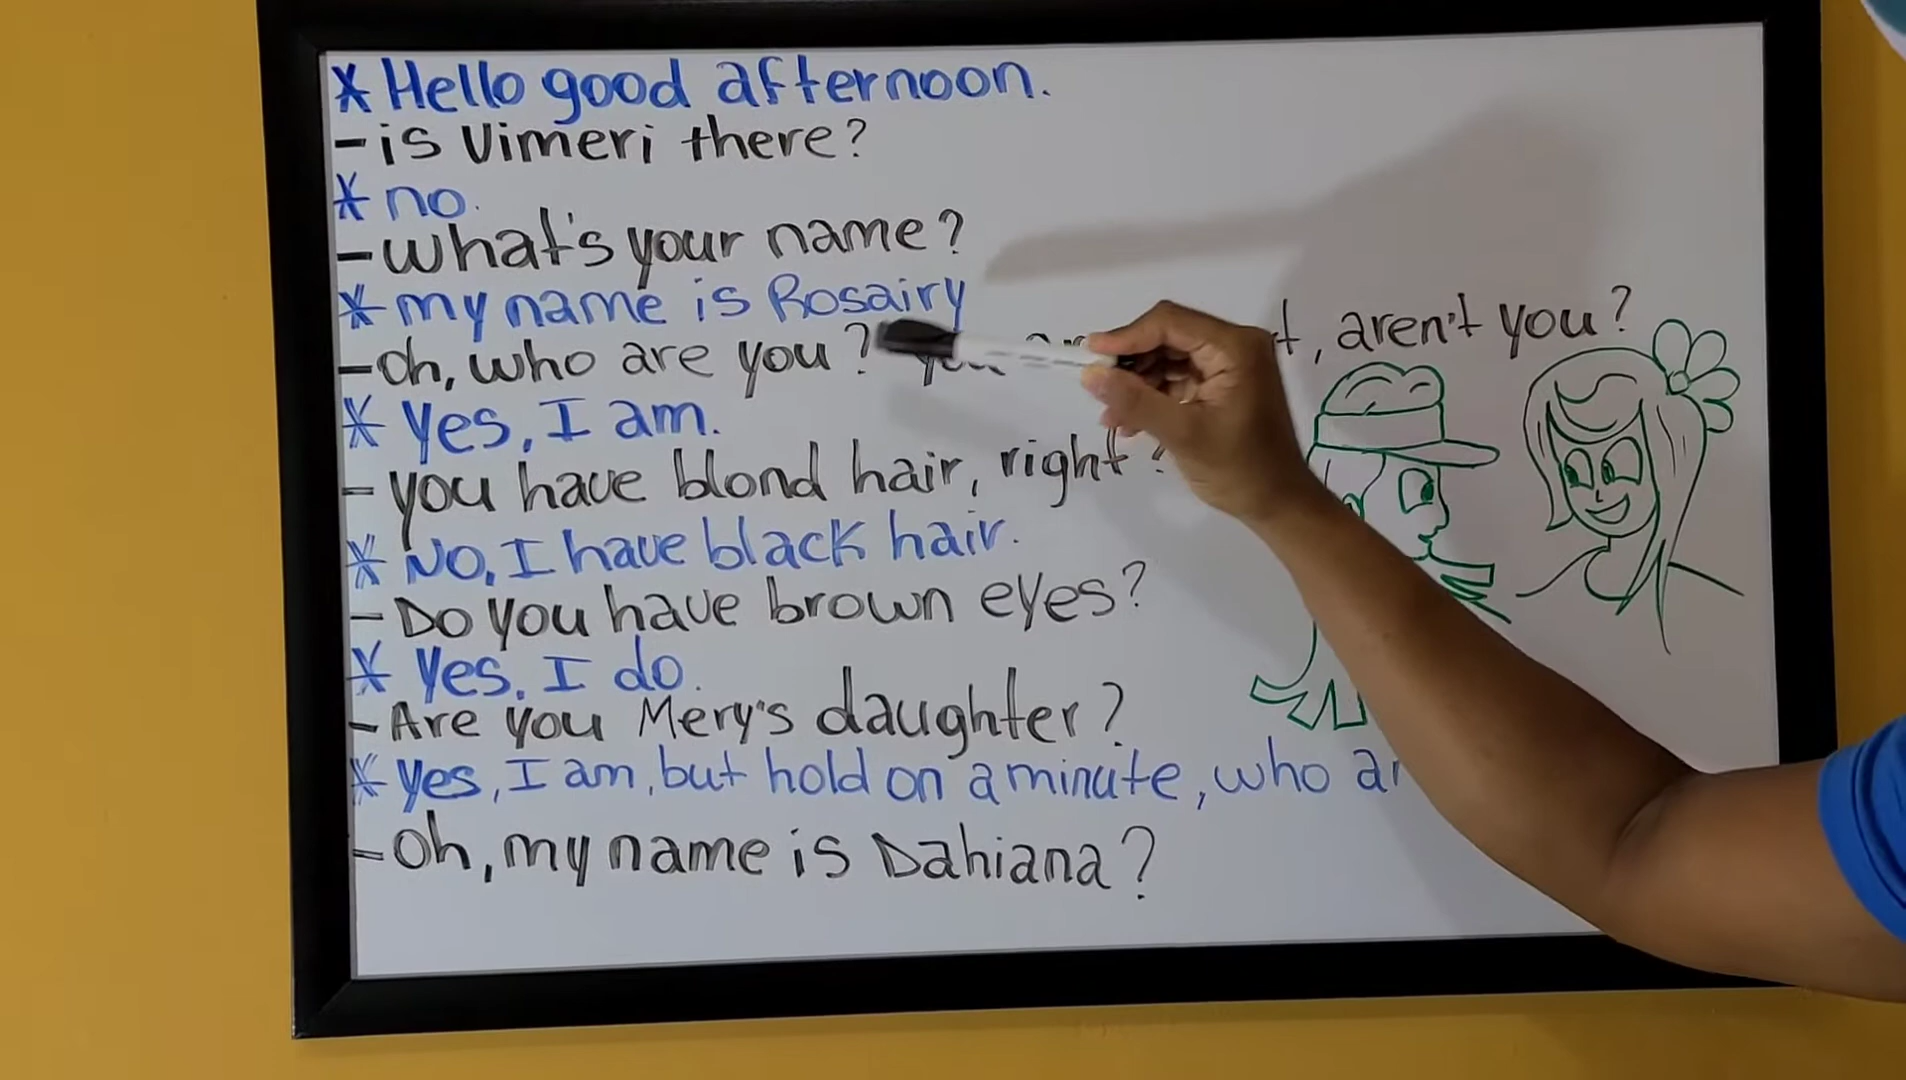 * Hello good afternoon.
- is Vimeri there?
* no.
- What's your name?
* my name is Rosairy
- Oh, who are you? you aren't you?
* Yes, I am.
- you have blond hair, right?
* No, I have black hair.
- Do you have brown eyes?
* Yes, I do.
- Are you Mery's daughter?
* Yes, I am, but hold on a minute, who
- Oh, my name is Dahiana?